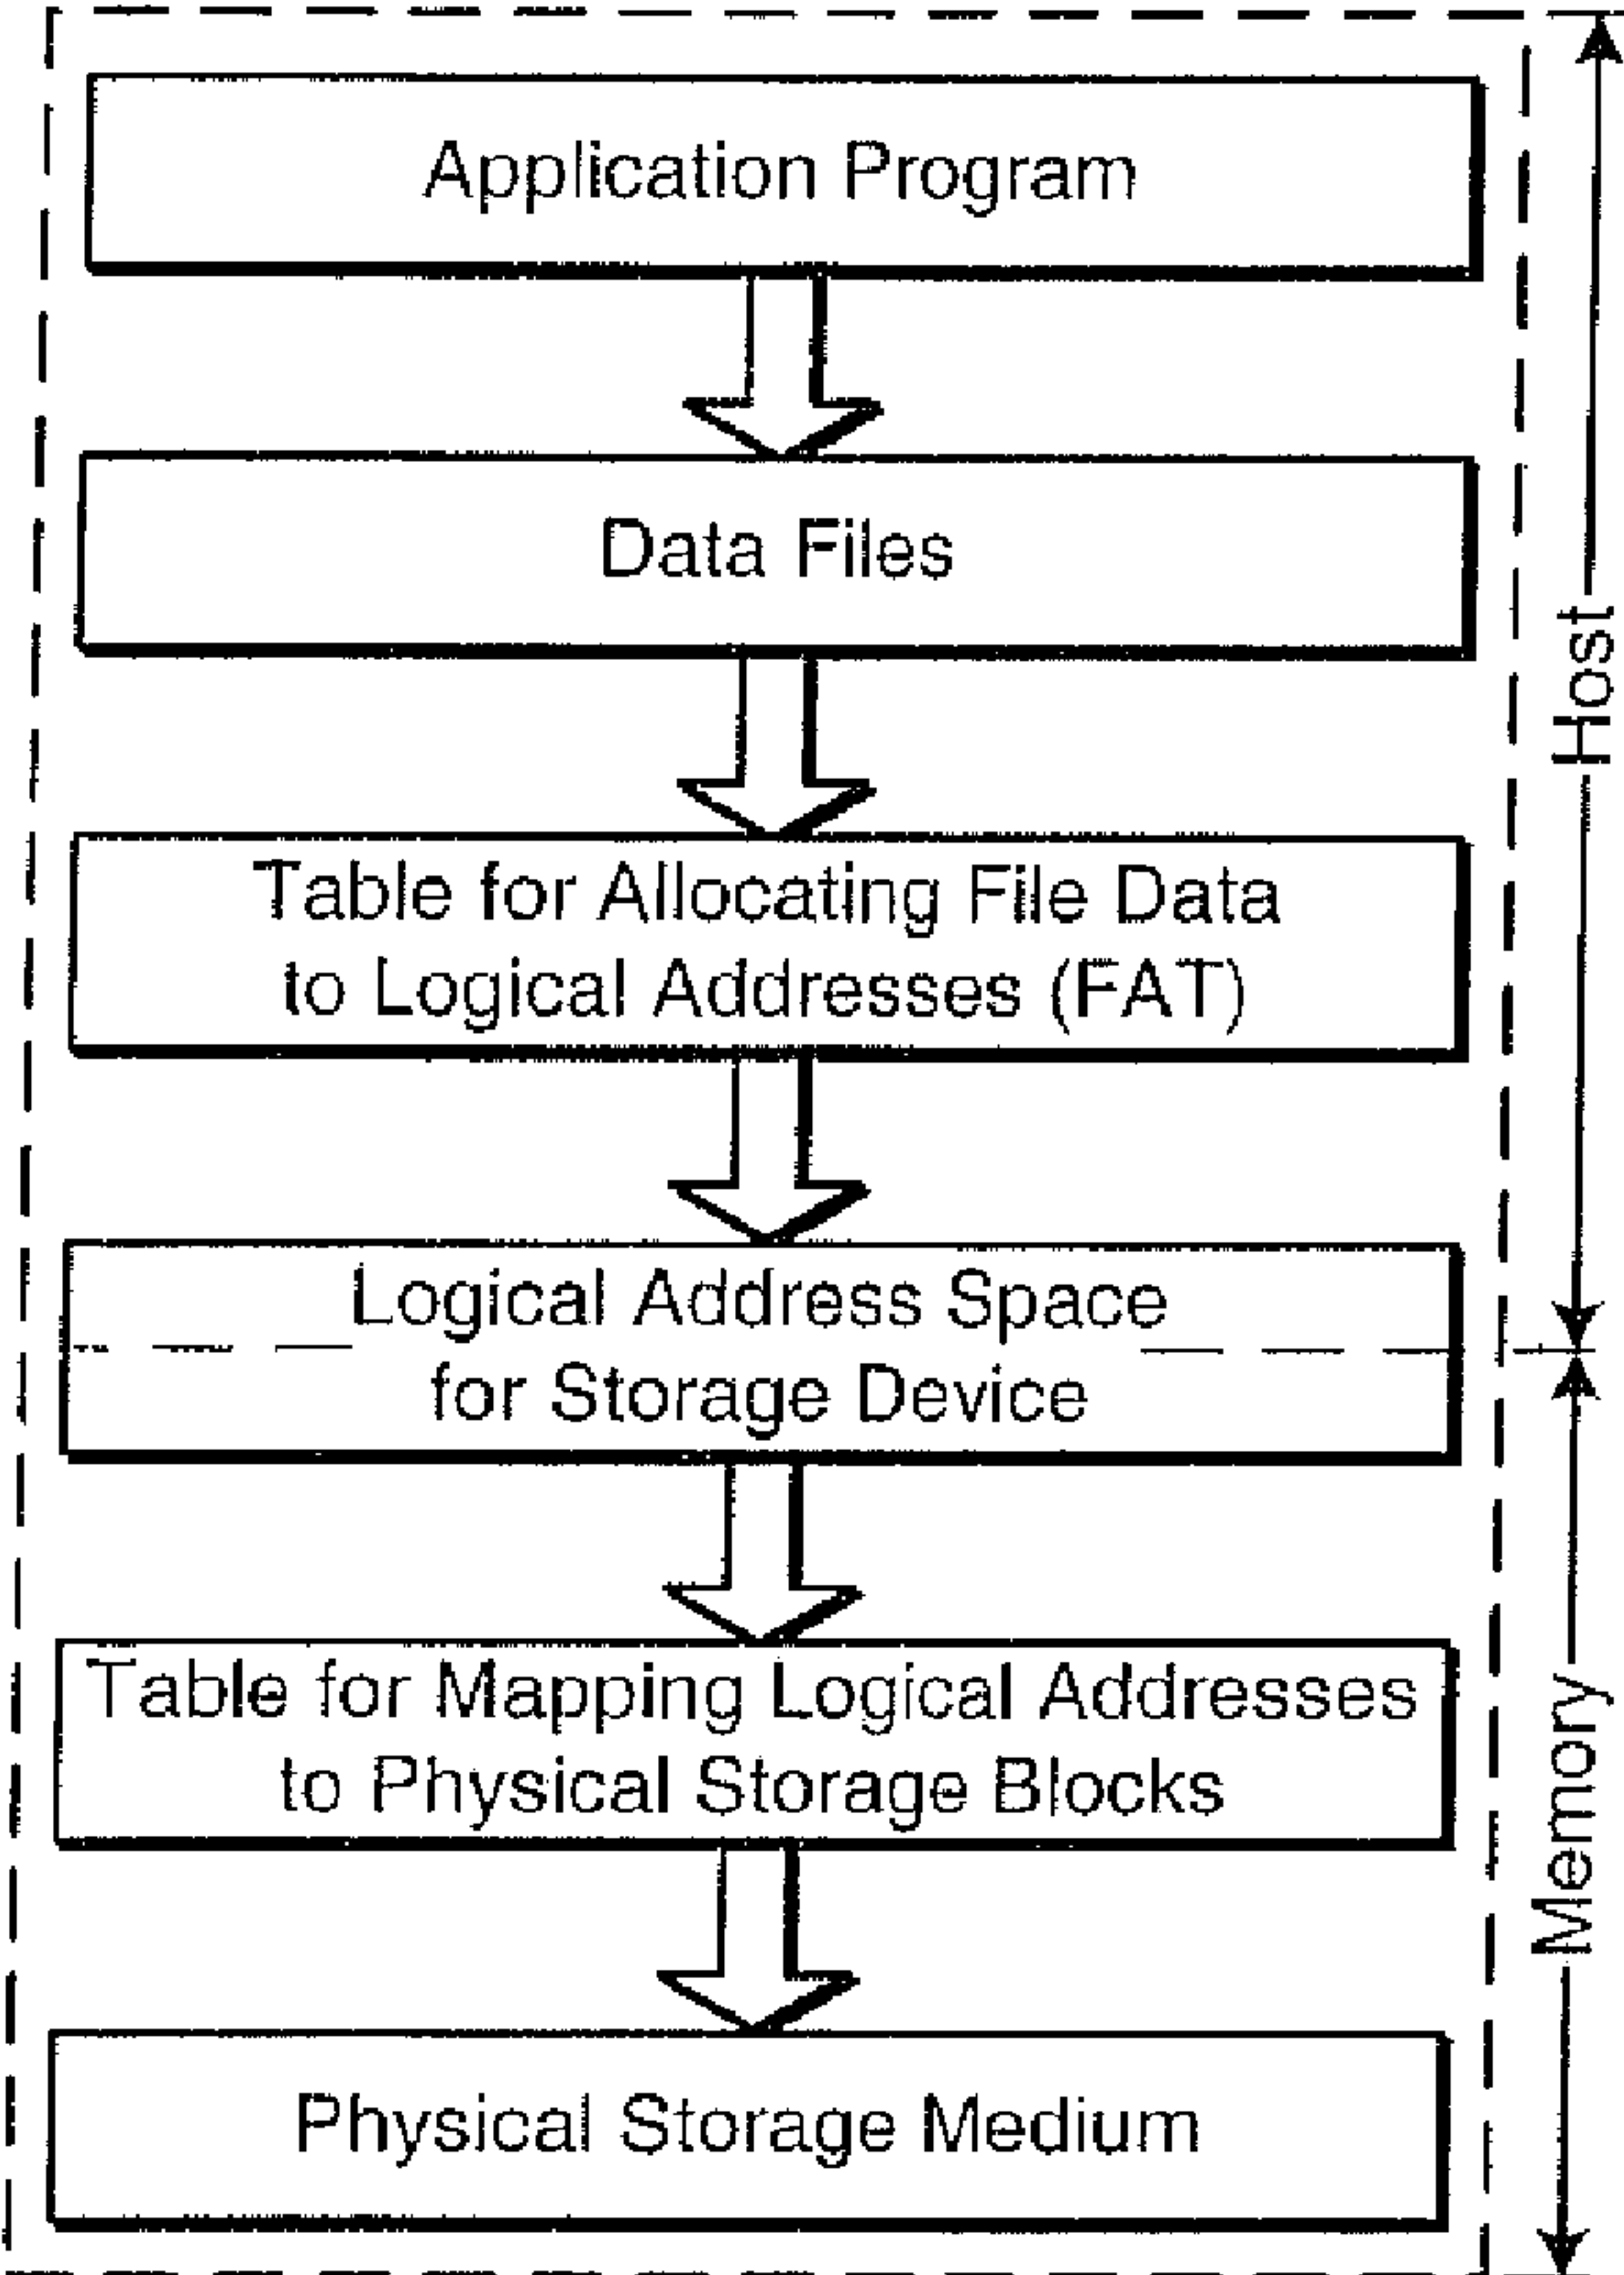 Application Program
Data Files
Table for Allocating File Data
to Logical Addresses (FAT)
Logical Address Space
for Storage Device
Table for Mapping Logical Addresses
to Physical Storage Blocks
Physical Storage Medium
Host
Memory